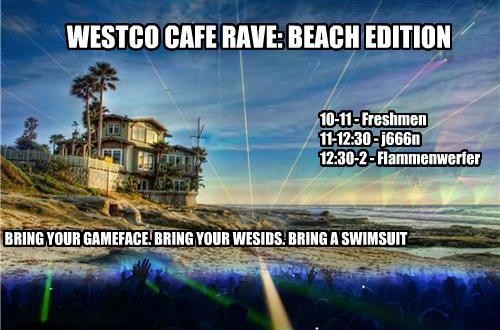 WESTCO CAFE RAVE: BEACH EDITION
10-11 - Freshmen
11-12:30 - j666n
12:30-2 - Flammenwerfer
BRING YOUR GAMEFACE. BRING YOUR WESIDS. BRING A SWIMSUIT